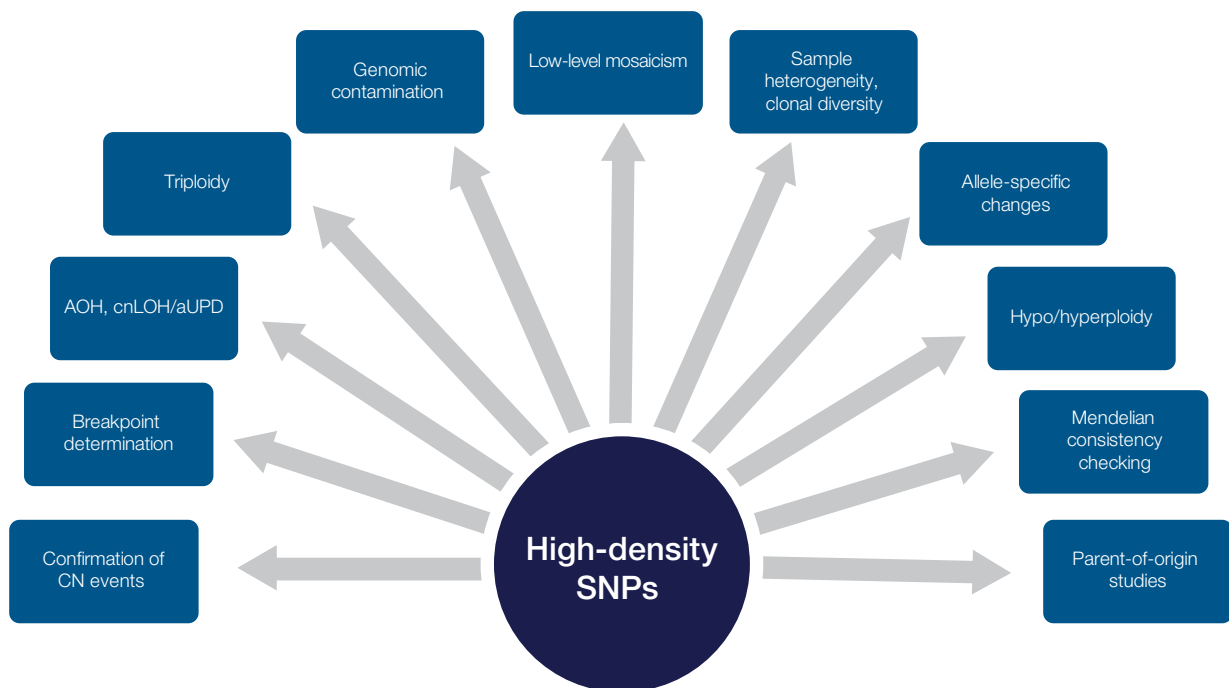 Low-level mosaicism
Genomic
contamination
Sample
heterogeneity,
clonal diversity
Triploidy
Allele-specific
changes
AOH, cnLOH/aUPD
Hypo/hyperploidy
Breakpoint
determination
Mendelian
consistency
checking
Confirmation of
CN events
High-density
SNPs
Parent-of-origin
studies